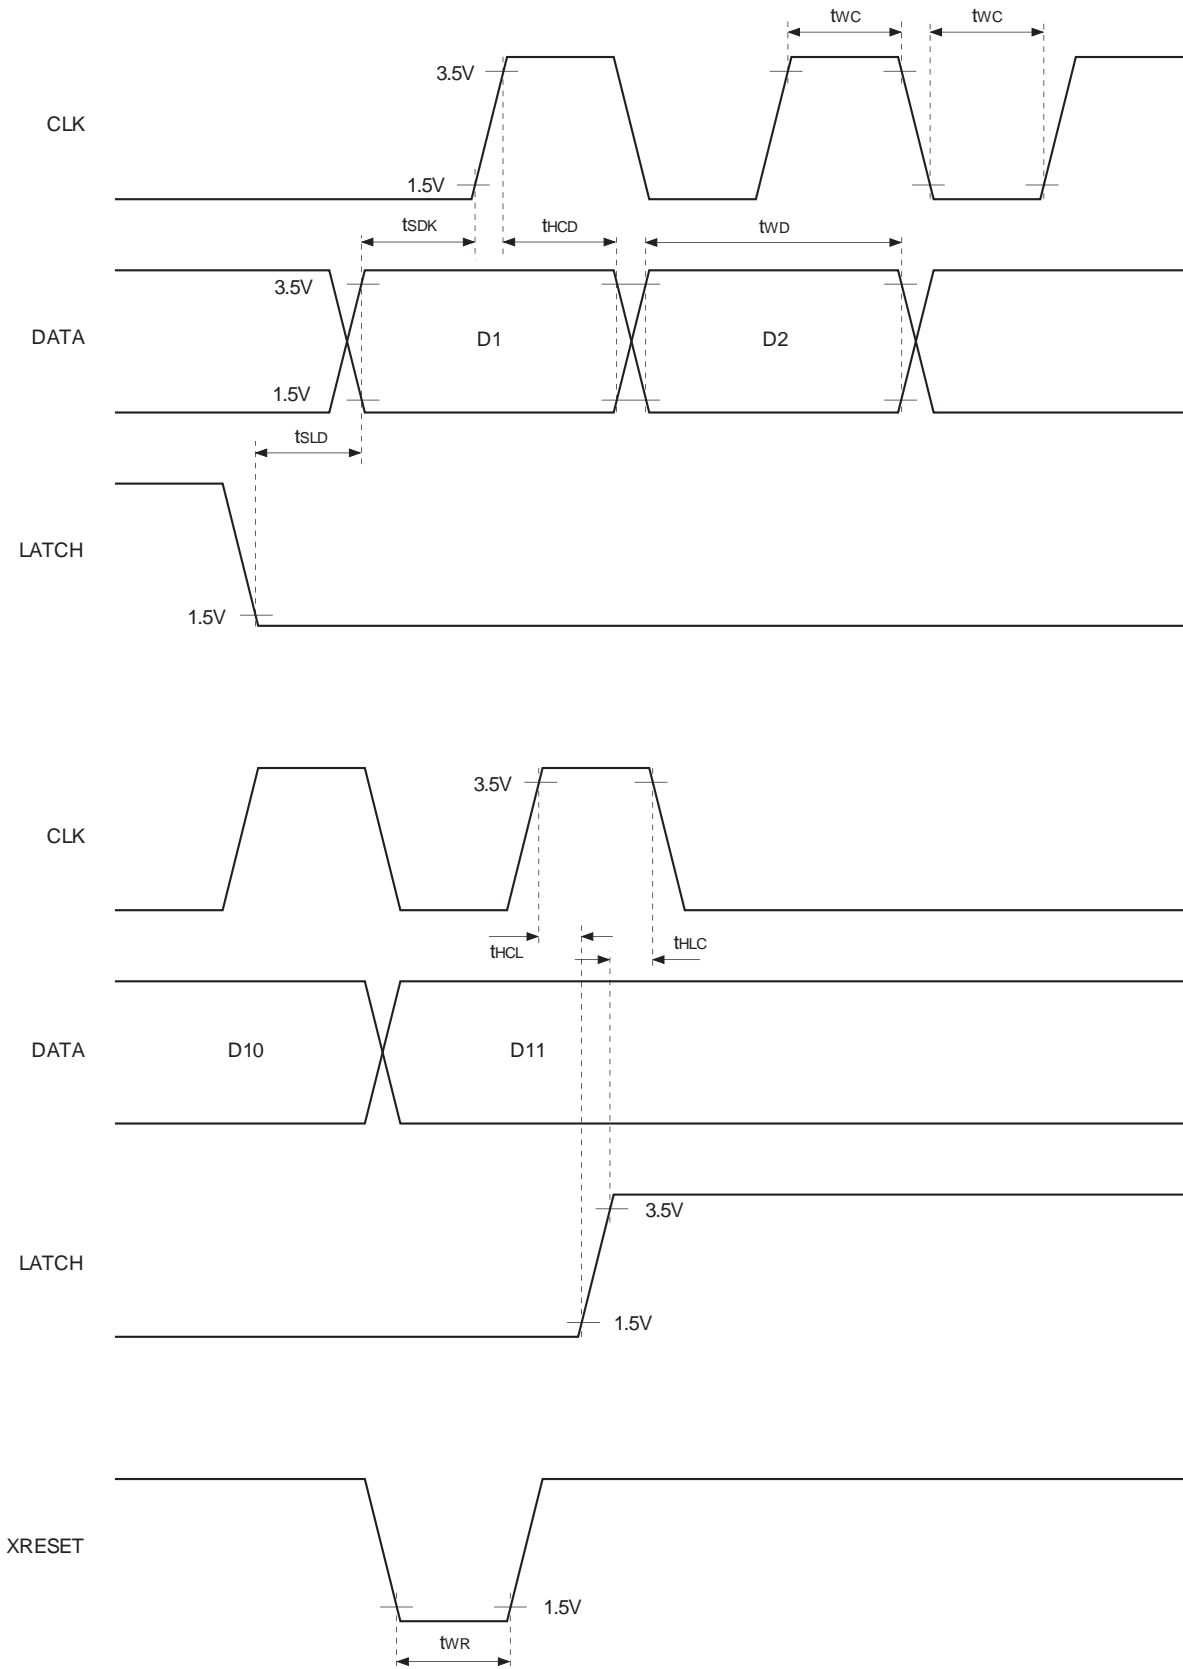 tWC
tWC
3.5V
CLK
1.5V
tSDK
tHCD
tWD
3.5V
DATA
D1
D2
1.5V
tSLD
LATCH
1.5V
3.5V
CLK
tHCL
tHLC
DATA
D10
D11
3.5V
LATCH
1.5V
XRESET
1.5V
tWR